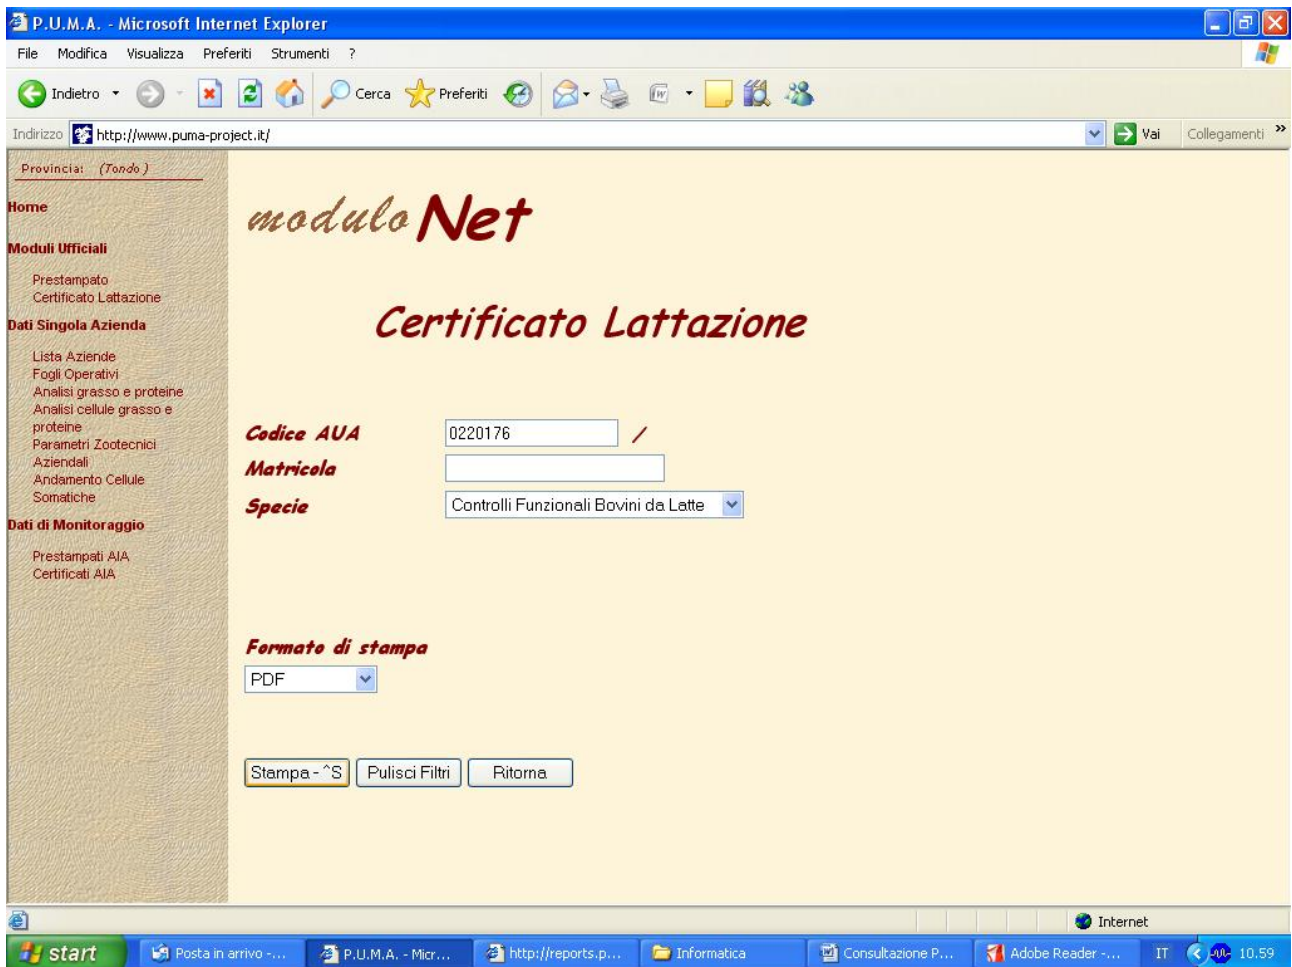 P.U.M.A. - Microsoft Internet Explorer
File Modifica Visualizza Preferiti Strumenti ?
Indietro Cerca Preferiti
Indirizzo http://www.puma-project.it/ Vai Collegamenti »
Provincia: (Tondo )
Home
Moduli Ufficiali
Prestampato
Certificato Lattazione
Dati Singola Azienda
Lista Aziende
Fogli Operativi
Analisi grasso e proteine
Analisi cellule grasso e
proteine
Parametri Zootecnici
Aziendali
Andamento Cellule
Somatiche
Dati di Monitoraggio
Prestampati AIA
Certificati AIA
modulo Net
Certificato Lattazione
Codice AUA 0220176 /
Matricola
Specie Controlli Funzionali Bovini da Latte
Formato di stampa
PDF
Stampa - ^S Pulisci Filtri Ritorna
Internet
start Posta in arrivo -... P.U.M.A. - Micr... http://reports.p... Informatica Consultazione P... Adobe Reader -... IT 10.59